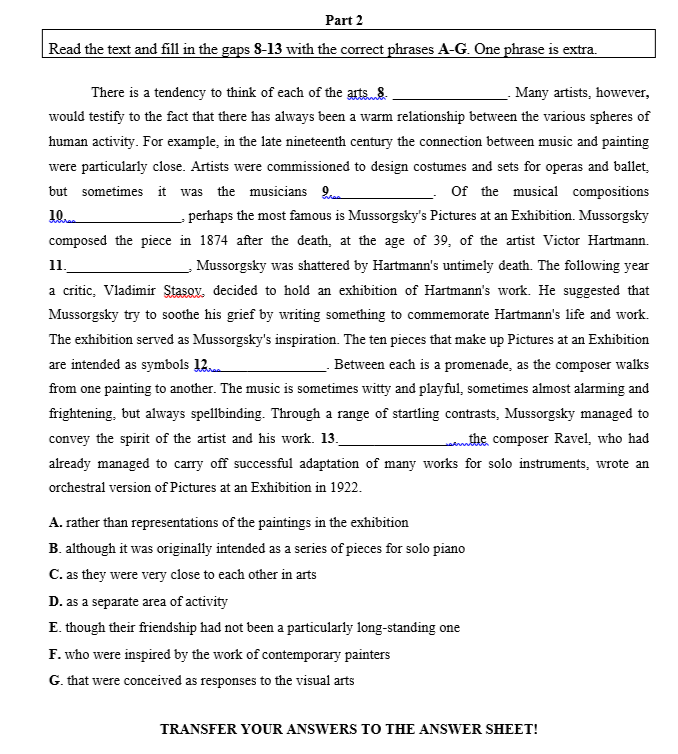 Part 2
Read the text and fill in the gaps 8-13 with the correct phrases A-G. One phrase is extra.
There is a tendency to think of each of the arts 8. ________________. Many artists, however,
would testify to the fact that there has always been a warm relationship between the various spheres of
human activity. For example, in the late nineteenth century the connection between music and painting
were particularly close. Artists were commissioned to design costumes and sets for operas and ballet,
but sometimes it was the musicians 9. ________________. Of the musical compositions
10. ________________, perhaps the most famous is Mussorgsky's Pictures at an Exhibition. Mussorgsky
composed the piece in 1874 after the death, at the age of 39, of the artist Victor Hartmann.
11. ________________, Mussorgsky was shattered by Hartmann's untimely death. The following year
a critic, Vladimir Stasov, decided to hold an exhibition of Hartmann's work. He suggested that
Mussorgsky try to soothe his grief by writing something to commemorate Hartmann's life and work.
The exhibition served as Mussorgsky's inspiration. The ten pieces that make up Pictures at an Exhibition
are intended as symbols 12. ________________. Between each is a promenade, as the composer walks
from one painting to another. The music is sometimes witty and playful, sometimes almost alarming and
frightening, but always spellbinding. Through a range of startling contrasts, Mussorgsky managed to
convey the spirit of the artist and his work. 13. ________________ the composer Ravel, who had
already managed to carry off successful adaptation of many works for solo instruments, wrote an
orchestral version of Pictures at an Exhibition in 1922.
A. rather than representations of the paintings in the exhibition
B. although it was originally intended as a series of pieces for solo piano
C. as they were very close to each other in arts
D. as a separate area of activity
E. though their friendship had not been a particularly long-standing one
F. who were inspired by the work of contemporary painters
G. that were conceived as responses to the visual arts
TRANSFER YOUR ANSWERS TO THE ANSWER SHEET!